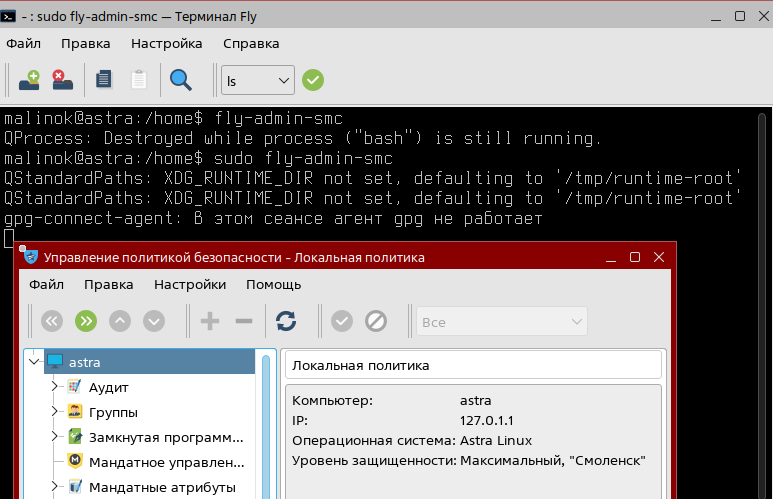 - : sudo fly-admin-smc — Терминал Fly
Файл Правка Настройка Справка
ls
malinok@astra:/home$ fly-admin-smc
QProcess: Destroyed while process ("bash") is still running.
malinok@astra:/home$ sudo fly-admin-smc
QStandardPaths: XDG_RUNTIME_DIR not set, defaulting to '/tmp/runtime-root'
QStandardPaths: XDG_RUNTIME_DIR not set, defaulting to '/tmp/runtime-root'
gpg-connect-agent: В этом сеансе агент gpg не работает
Управление политикой безопасности - Локальная политика
Файл Правка Настройки Помощь
Все
astra
Аудит
Группы
Замкнутая программ...
Мандатное управлен...
Мандатные атрибуты
Локальная политика
Компьютер: astra
IP: 127.0.1.1
Операционная система: Astra Linux
Уровень защищенности: Максимальный, "Смоленск"